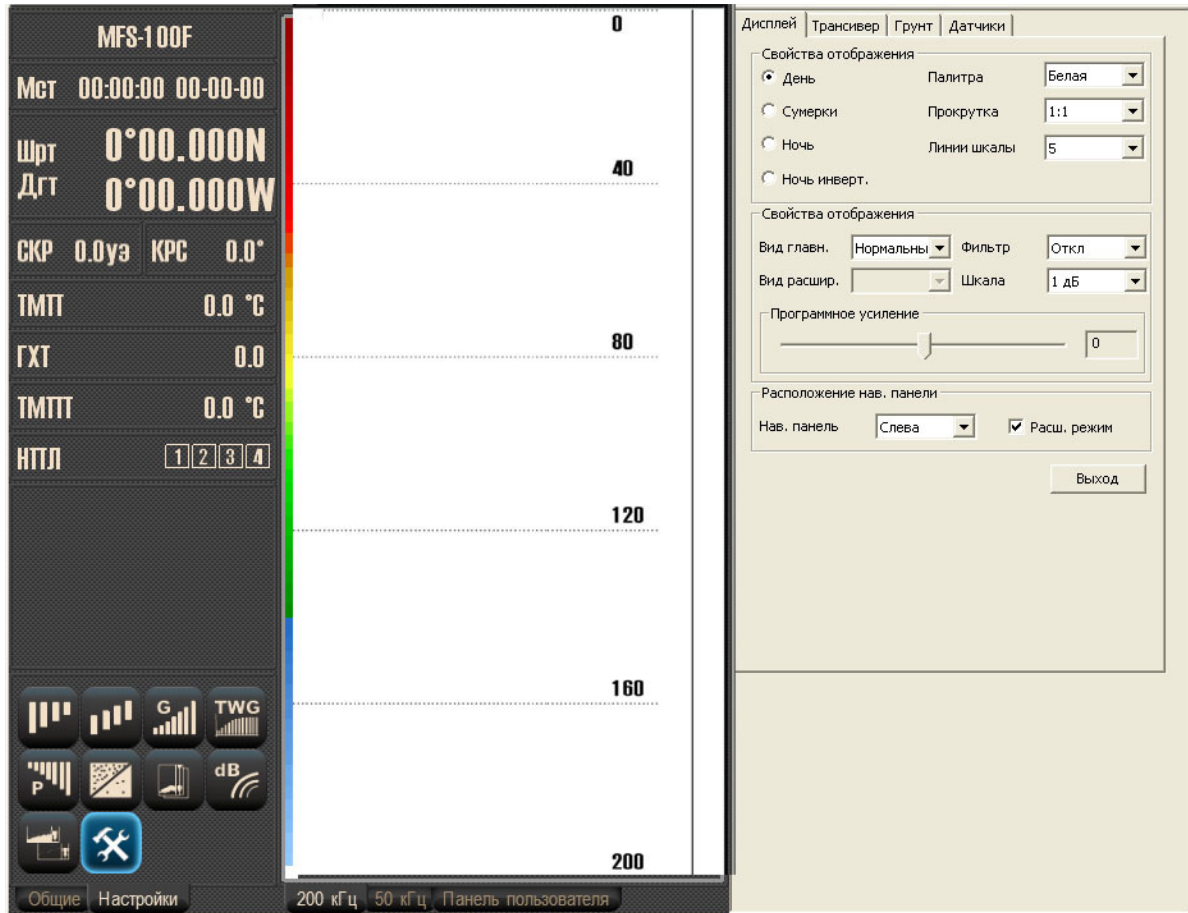 MFS-100F
Мст 00:00:00 00-00-00
Шрт 0°00.000N
Дгт 0°00.000W
СКР 0.0уэ КРС 0.0°
ТМП 0.0 °C
ГХТ 0.0
ТМПТ 0.0 °C
НПЛ 1 2 3 4
G TWG
P dB
Общие Настройки
0
40
80
120
160
200
200 кГц 50 кГц Панель пользователя
Дисплей Трансивер Грунт Датчики
Свойства отображения
День Палитра Белая
Сумерки Прокрутка 1:1
Ночь Линии шкалы 5
Ночь инверт.
Свойства отображения
Вид главн. Нормальны Фильтр Откл
Вид расшир. Шкала 1 дБ
Программное усиление
0
Расположение нав. панели
Нав. панель Слева Расш. режим
Выход